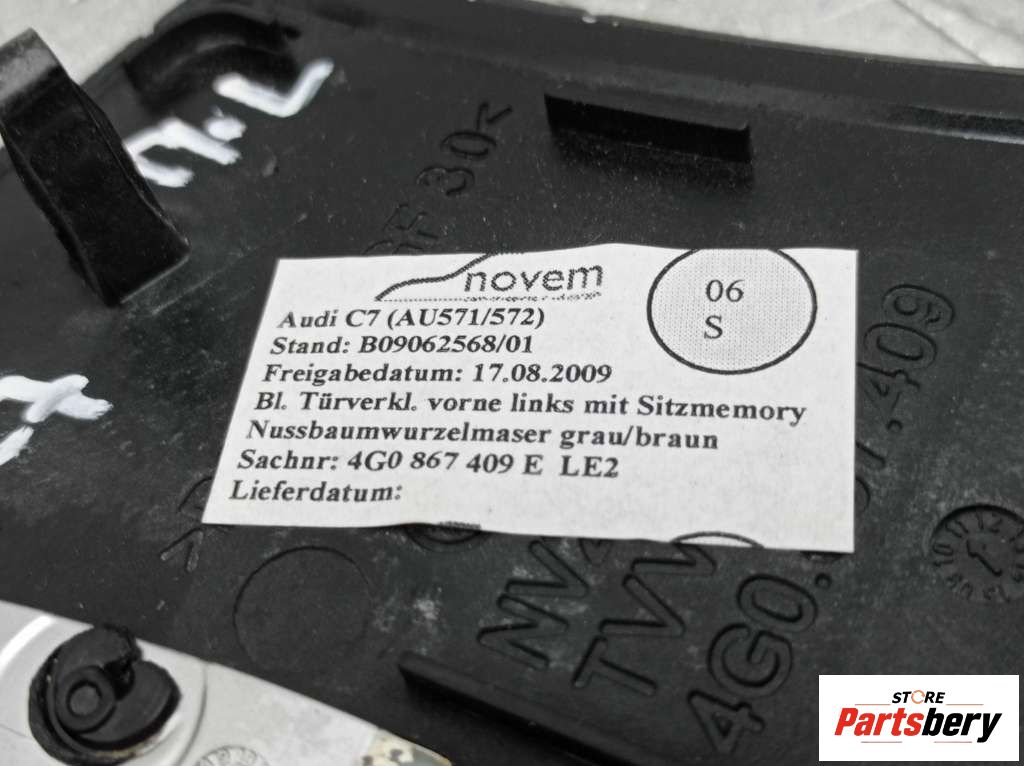 novem
06
S
Audi C7 (AU571/572)
Stand: B09062568/01
Freigabedatum: 17.08.2009
Bl. Türverkl. vorne links mit Sitzmemory
Nussbaumwurzelmaser grau/braun
Sachnr: 4G0 867 409 E LE2
Lieferdatum:
30<
409
4G0.
STORE
Partsbery